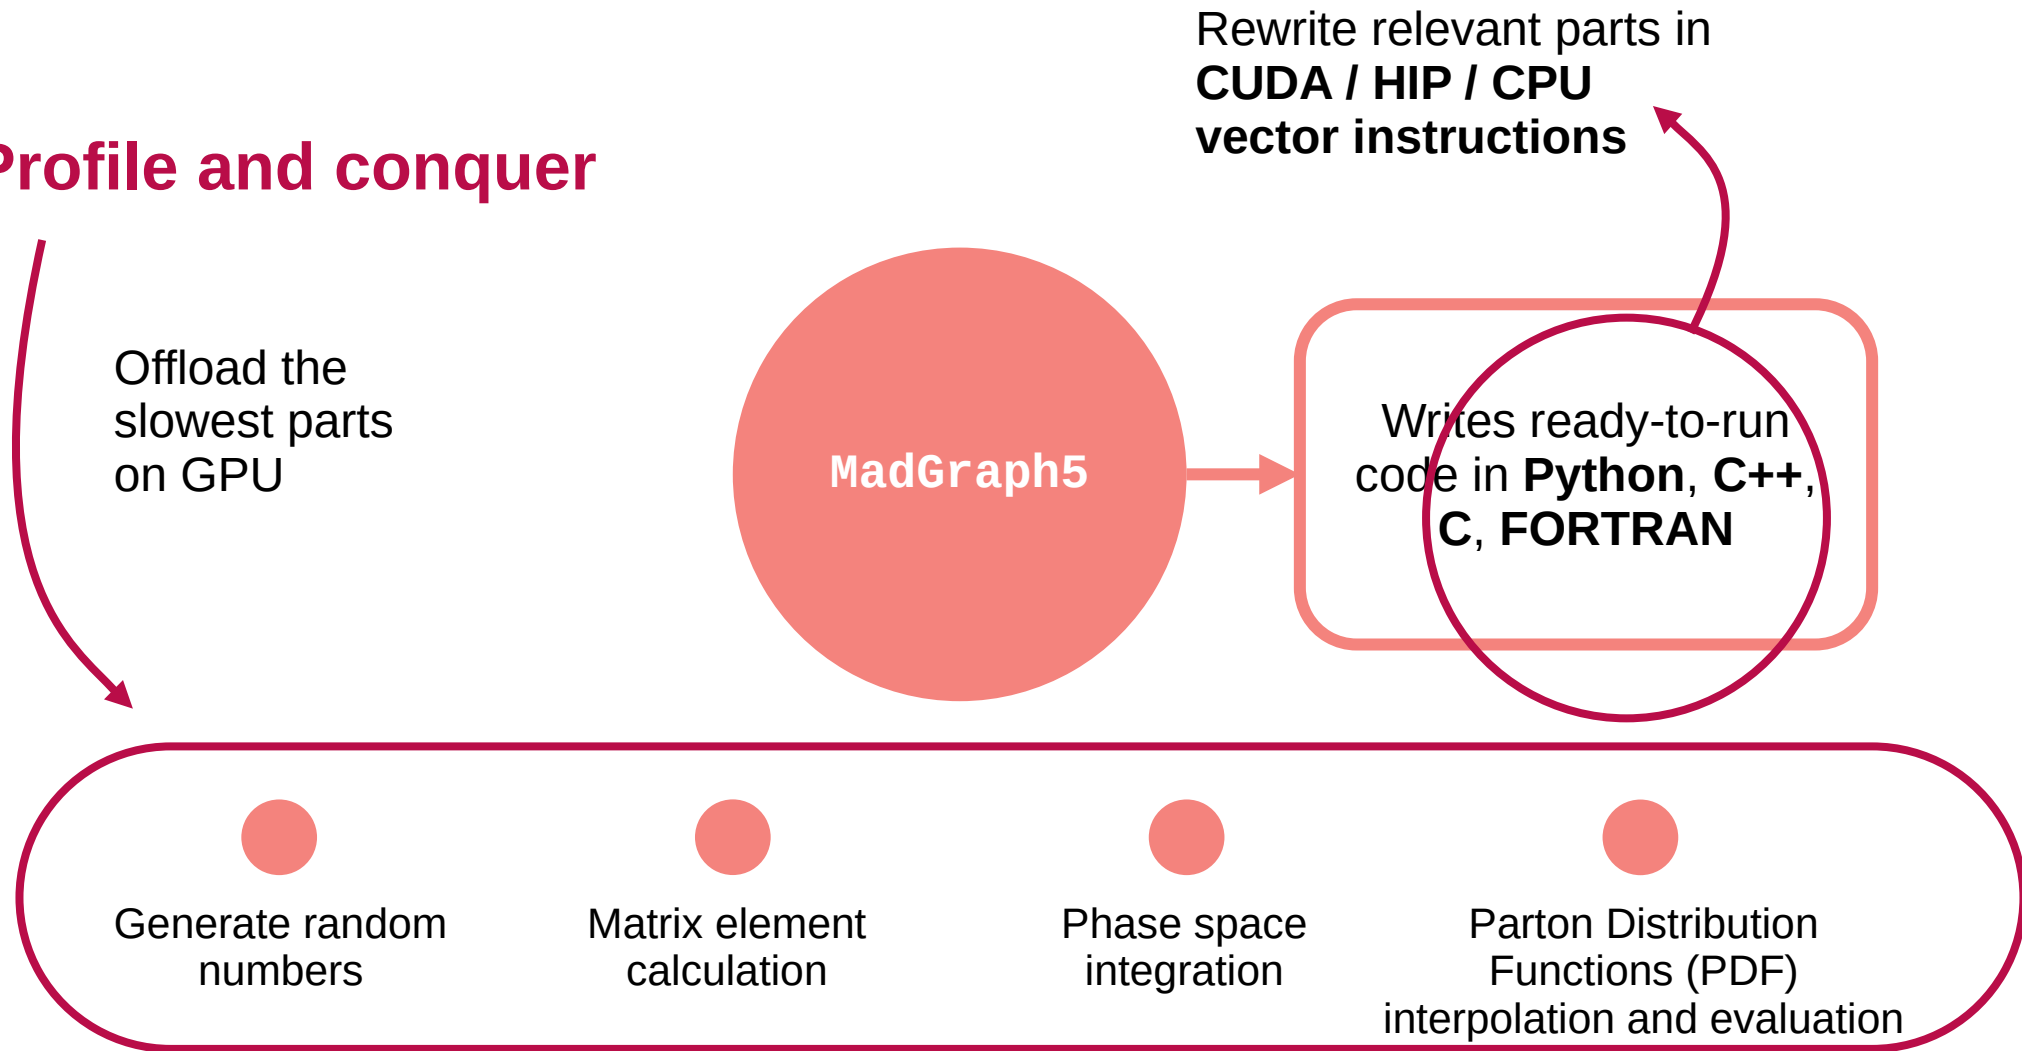 Rewrite relevant parts in
CUDA / HIP / CPU
vector instructions
Profile and conquer
Offload the
slowest parts
on GPU
MadGraph5
Writes ready-to-run
code in Python, C++,
C, FORTRAN
Generate random
numbers
Matrix element
calculation
Phase space
integration
Parton Distribution
Functions (PDF)
interpolation and evaluation